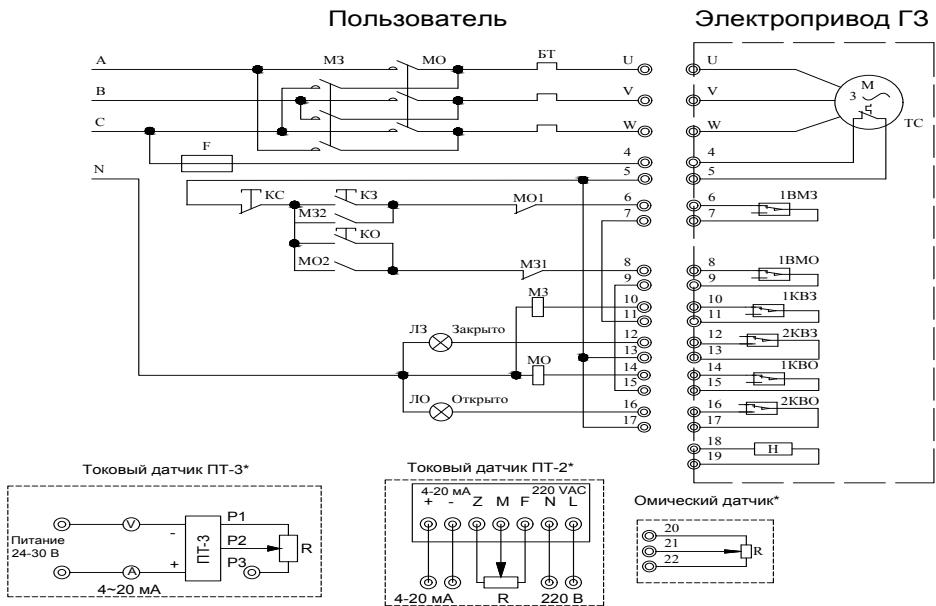 Пользователь
Электропривод ГЗ
A
МЗ
МО
БТ
U
U
М
3
B
V
V
C
W
W
ТС
F
4
4
N
5
5
КС
КЗ
МО1
6
6
1ВМЗ
МЗ2
7
7
КО
МО2
МЗ1
8
8
1ВМО
9
9
МЗ
10
10
1КВЗ
11
11
ЛЗ
Закрыто
12
12
2КВЗ
13
13
МО
14
14
1КВО
15
15
ЛО
Открыто
16
16
2КВО
17
17
18
Н
19
Токовый датчик ПТ-3*
Питание
24-30 В
V
-
ПТ-3
P1
P2
P3
R
A
+
4~20 мА
Токовый датчик ПТ-2*
4-20 мА
220 VAC
+ - Z M F N L
4-20 мА
R
220 В
Омический датчик*
20
21
22
R